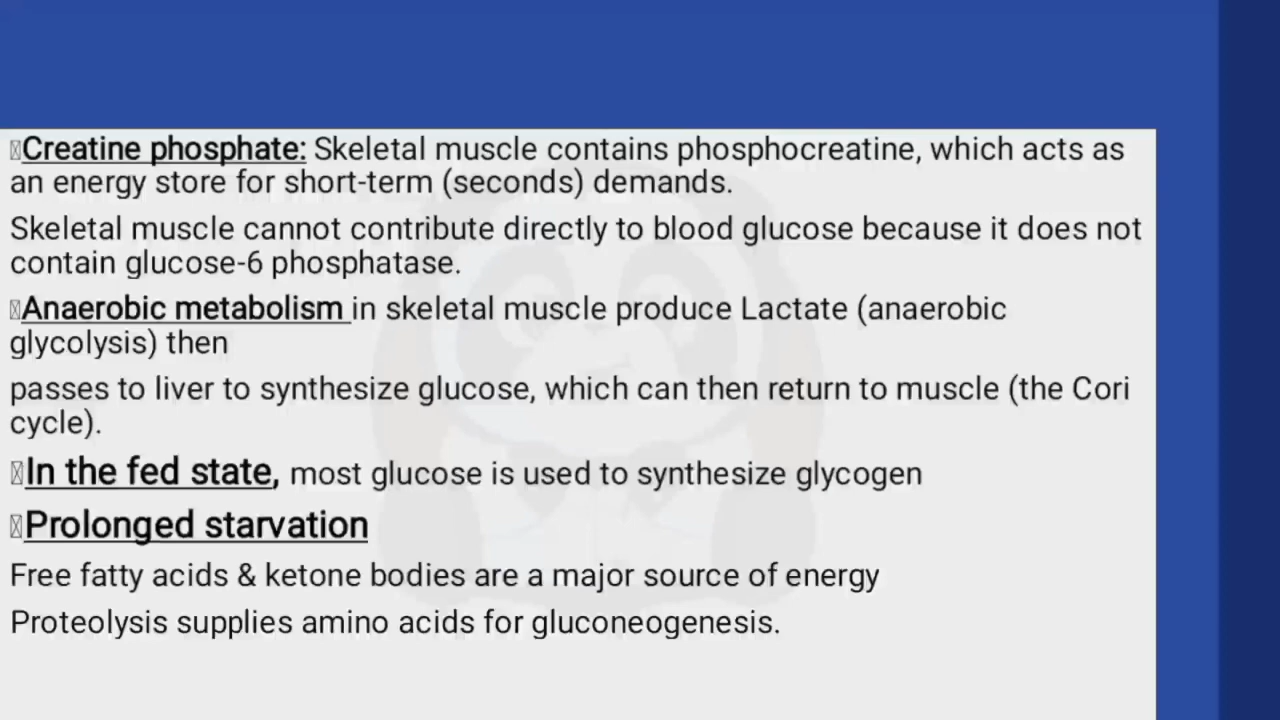 Creatine phosphate: Skeletal muscle contains phosphocreatine, which acts as
an energy store for short-term (seconds) demands.
Skeletal muscle cannot contribute directly to blood glucose because it does not
contain glucose-6 phosphatase.
Anaerobic metabolism in skeletal muscle produce Lactate (anaerobic
glycolysis) then
passes to liver to synthesize glucose, which can then return to muscle (the Cori
cycle).
In the fed state, most glucose is used to synthesize glycogen
Prolonged starvation
Free fatty acids & ketone bodies are a major source of energy
Proteolysis supplies amino acids for gluconeogenesis.